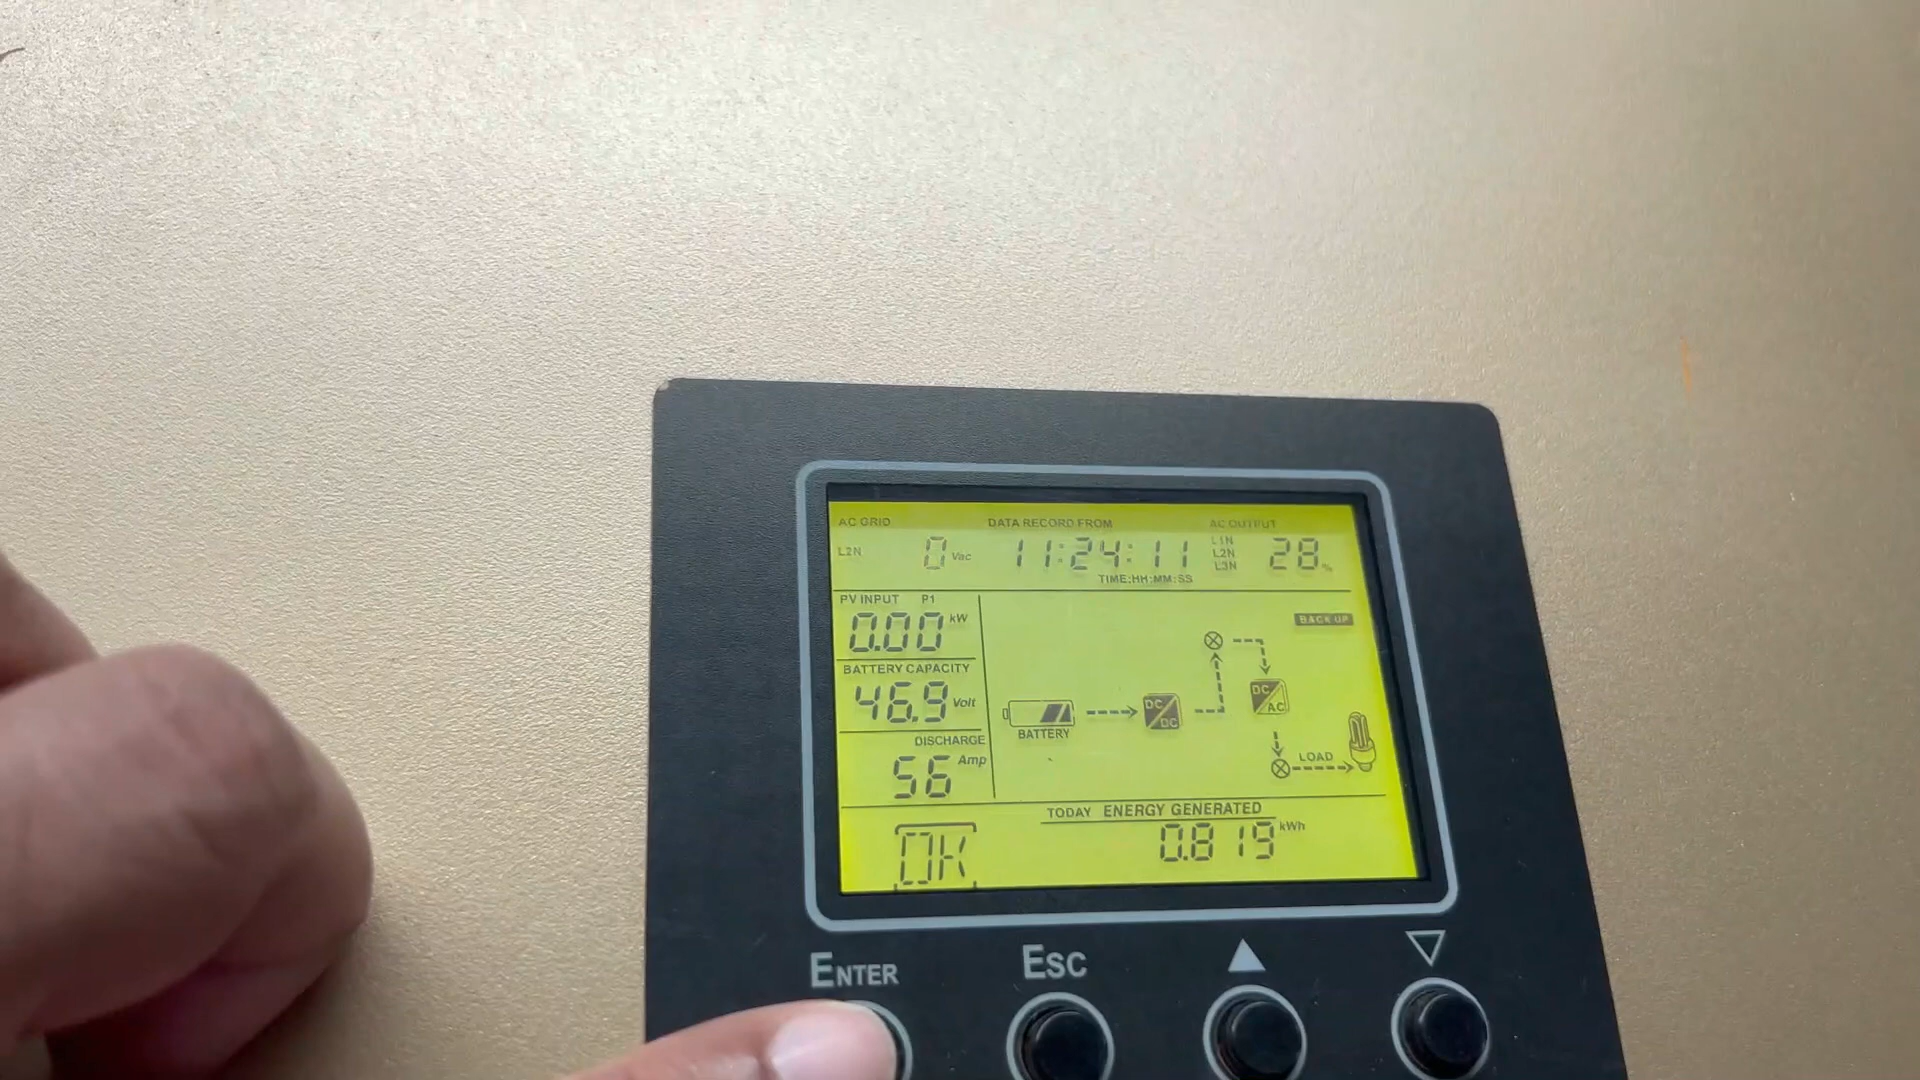 AC GRID DATA RECORD FROM AC OUTPUT
L2N 0 Vac 11:24:11 L1N L2N L3N 28 %
TIME:HH:MM:SS
PV INPUT P1
0.00 kW
BACK UP
BATTERY CAPACITY
46.9 Volt
DC DC
DC AC
BATTERY
DISCHARGE
56 Amp
LOAD
TODAY ENERGY GENERATED
0.819 kWh
OK
ENTER ESC